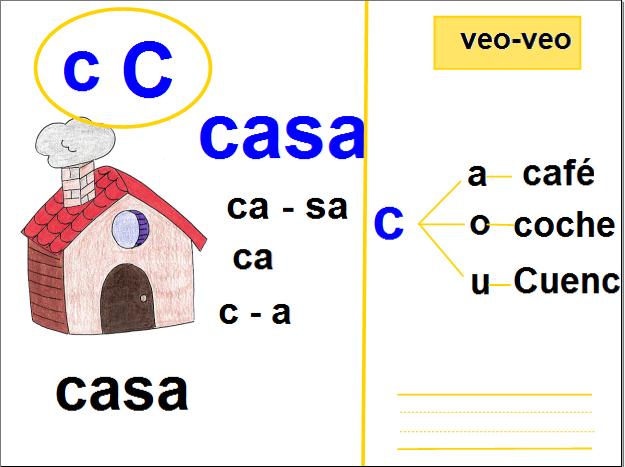 c C
casa
ca - sa
ca
c - a
casa
veo-veo
c
a café
o coche
u Cuenc